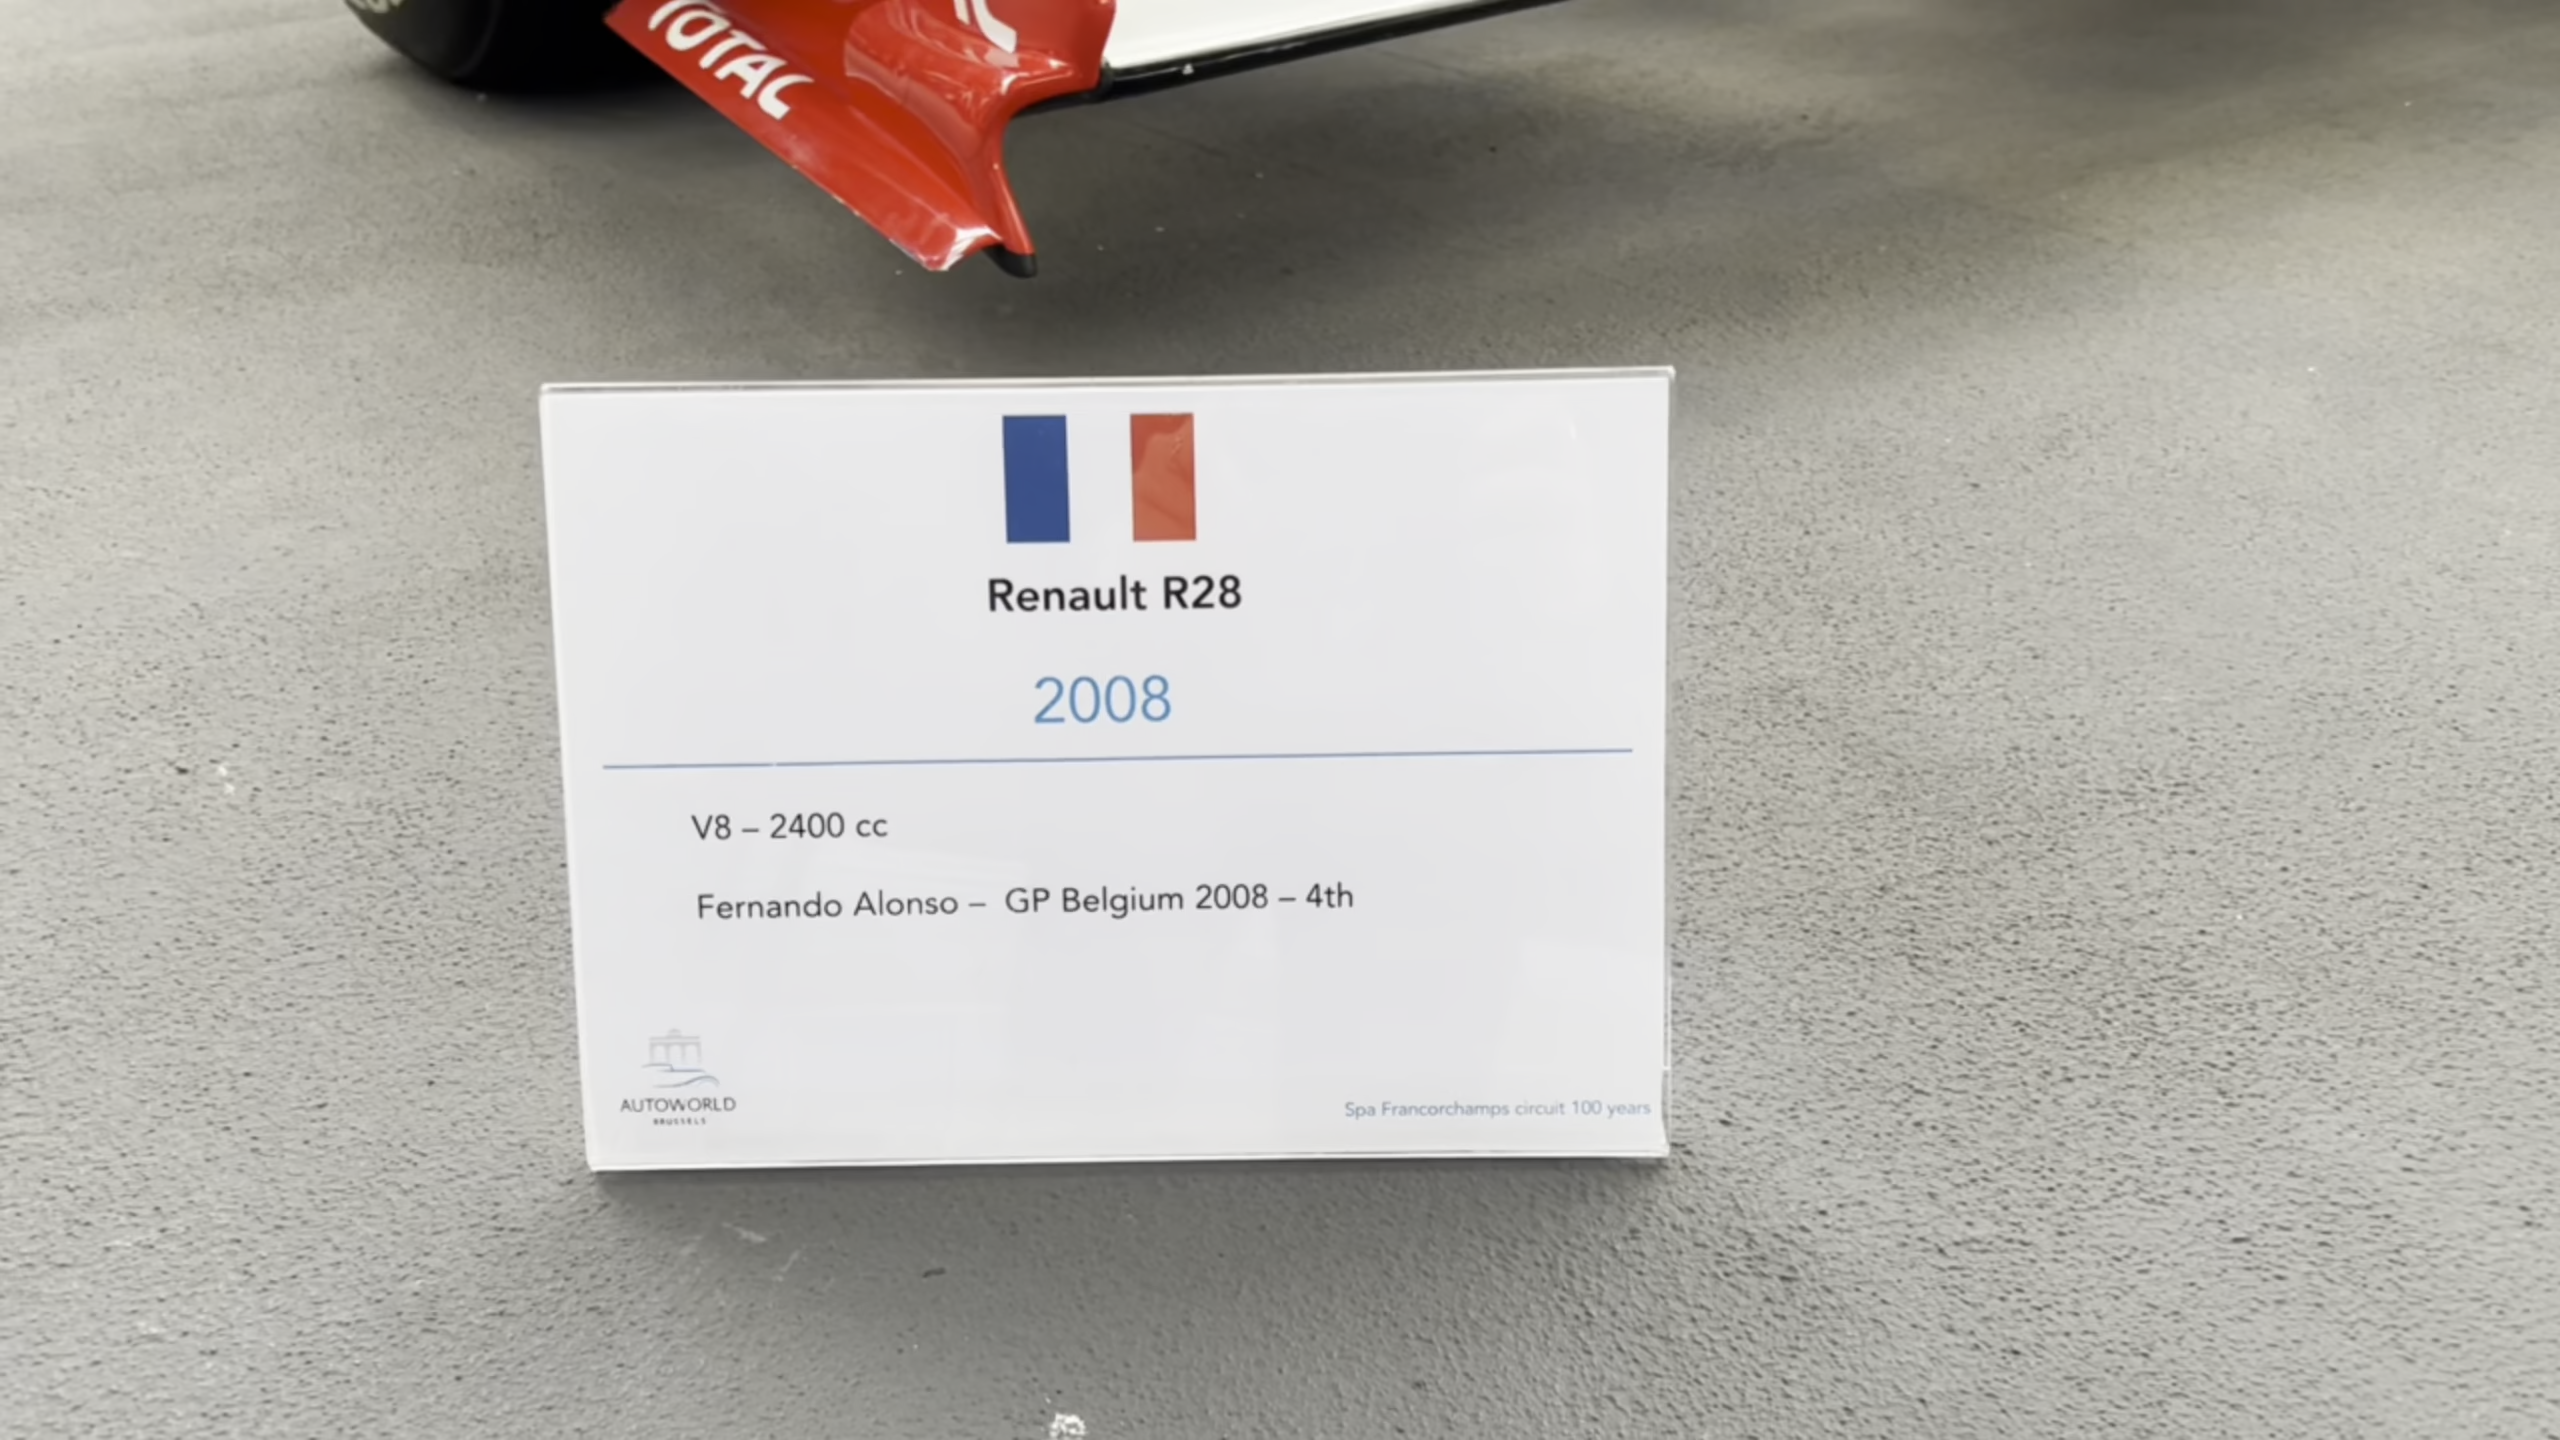 TOTAL
Renault R28
2008
V8 – 2400 cc
Fernando Alonso – GP Belgium 2008 – 4th
AUTOWORLD
BRUSSELS
Spa Francorchamps circuit 100 years